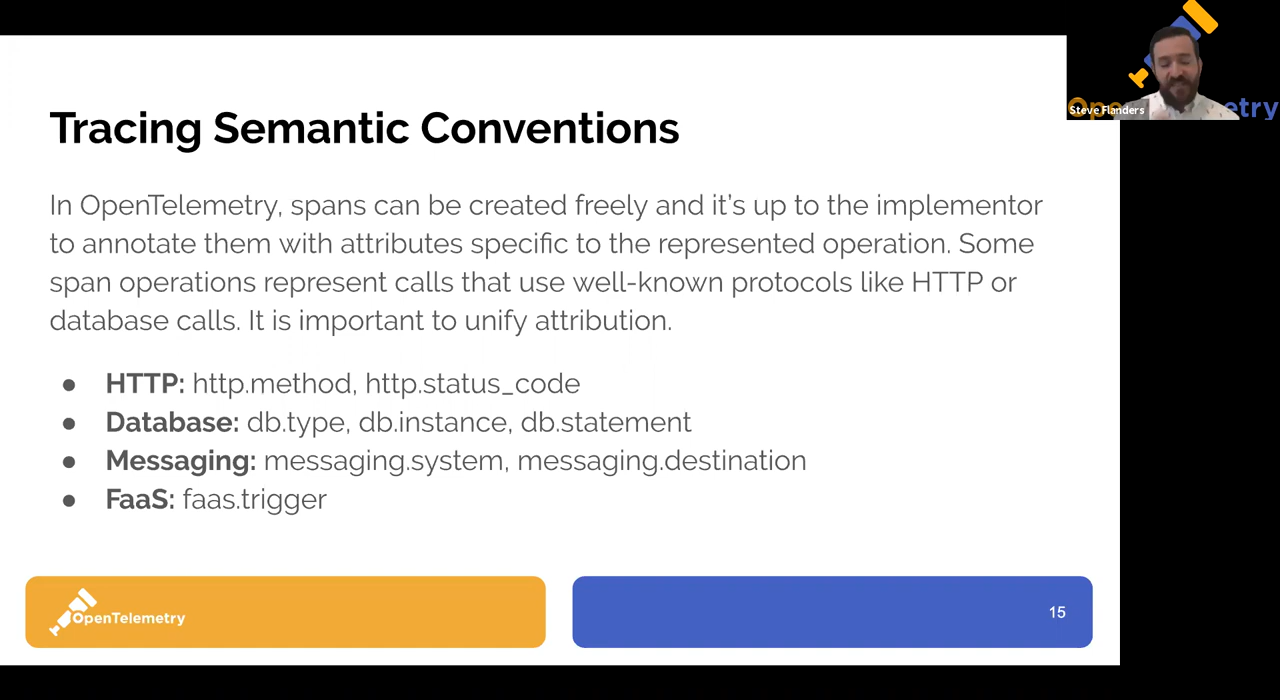 Tracing Semantic Conventions
In OpenTelemetry, spans can be created freely and it's up to the implementor
to annotate them with attributes specific to the represented operation. Some
span operations represent calls that use well-known protocols like HTTP or
database calls. It is important to unify attribution.
● HTTP: http.method, http.status_code
● Database: db.type, db.instance, db.statement
● Messaging: messaging.system, messaging.destination
● FaaS: faas.trigger
OpenTelemetry
15
Steve Flanders
etry